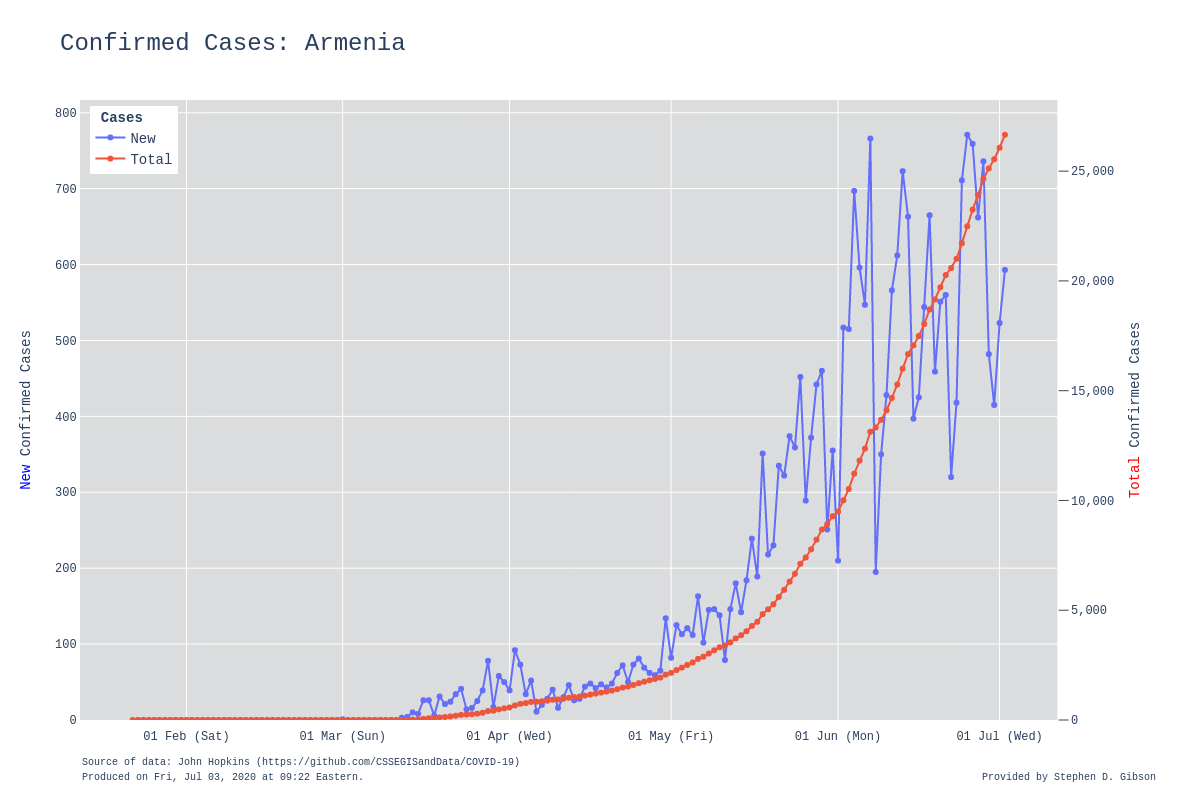 Confirmed Cases: Armenia
Cases
New
Total
800
700
600
500
400
300
200
100
0
New Confirmed Cases
25,000
20,000
15,000
10,000
5,000
0
Total Confirmed Cases
01 Feb (Sat) 01 Mar (Sun) 01 Apr (Wed) 01 May (Fri) 01 Jun (Mon) 01 Jul (Wed)
Source of data: John Hopkins (https://github.com/CSSEGISandData/COVID-19)
Produced on Fri, Jul 03, 2020 at 09:22 Eastern.
Provided by Stephen D. Gibson